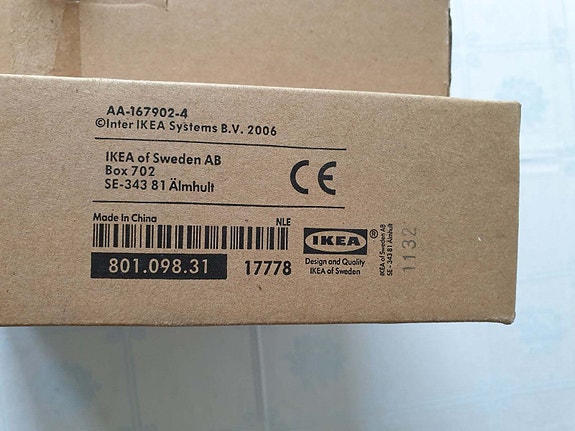 AA-167902-4
©Inter IKEA Systems B.V. 2006
IKEA of Sweden AB
Box 702
SE-343 81 Älmhult
CE
Made in China
NLE
801.098.31
17778
IKEA®
Design and Quality
IKEA of Sweden
IKEA of Sweden AB
SE - 343 81 Älmhult
1132